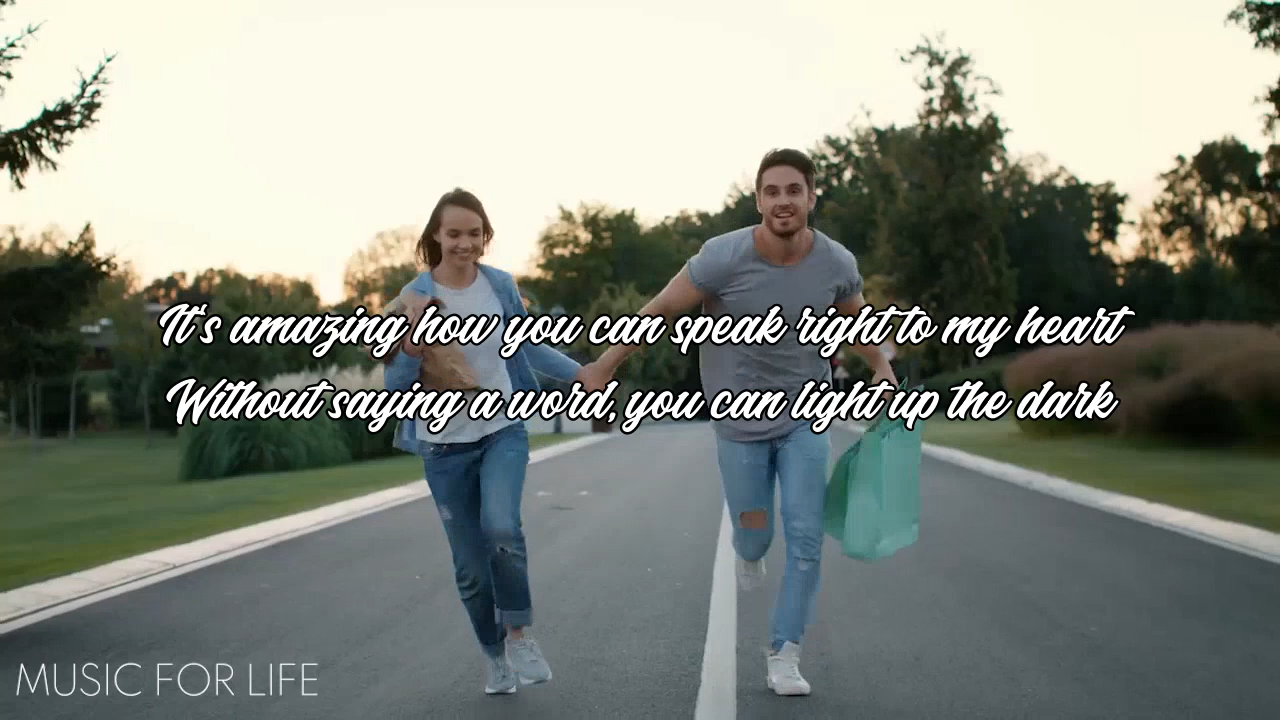 It's amazing how you can speak right to my heart
Without saying a word, you can light up the dark
MUSIC FOR LIFE